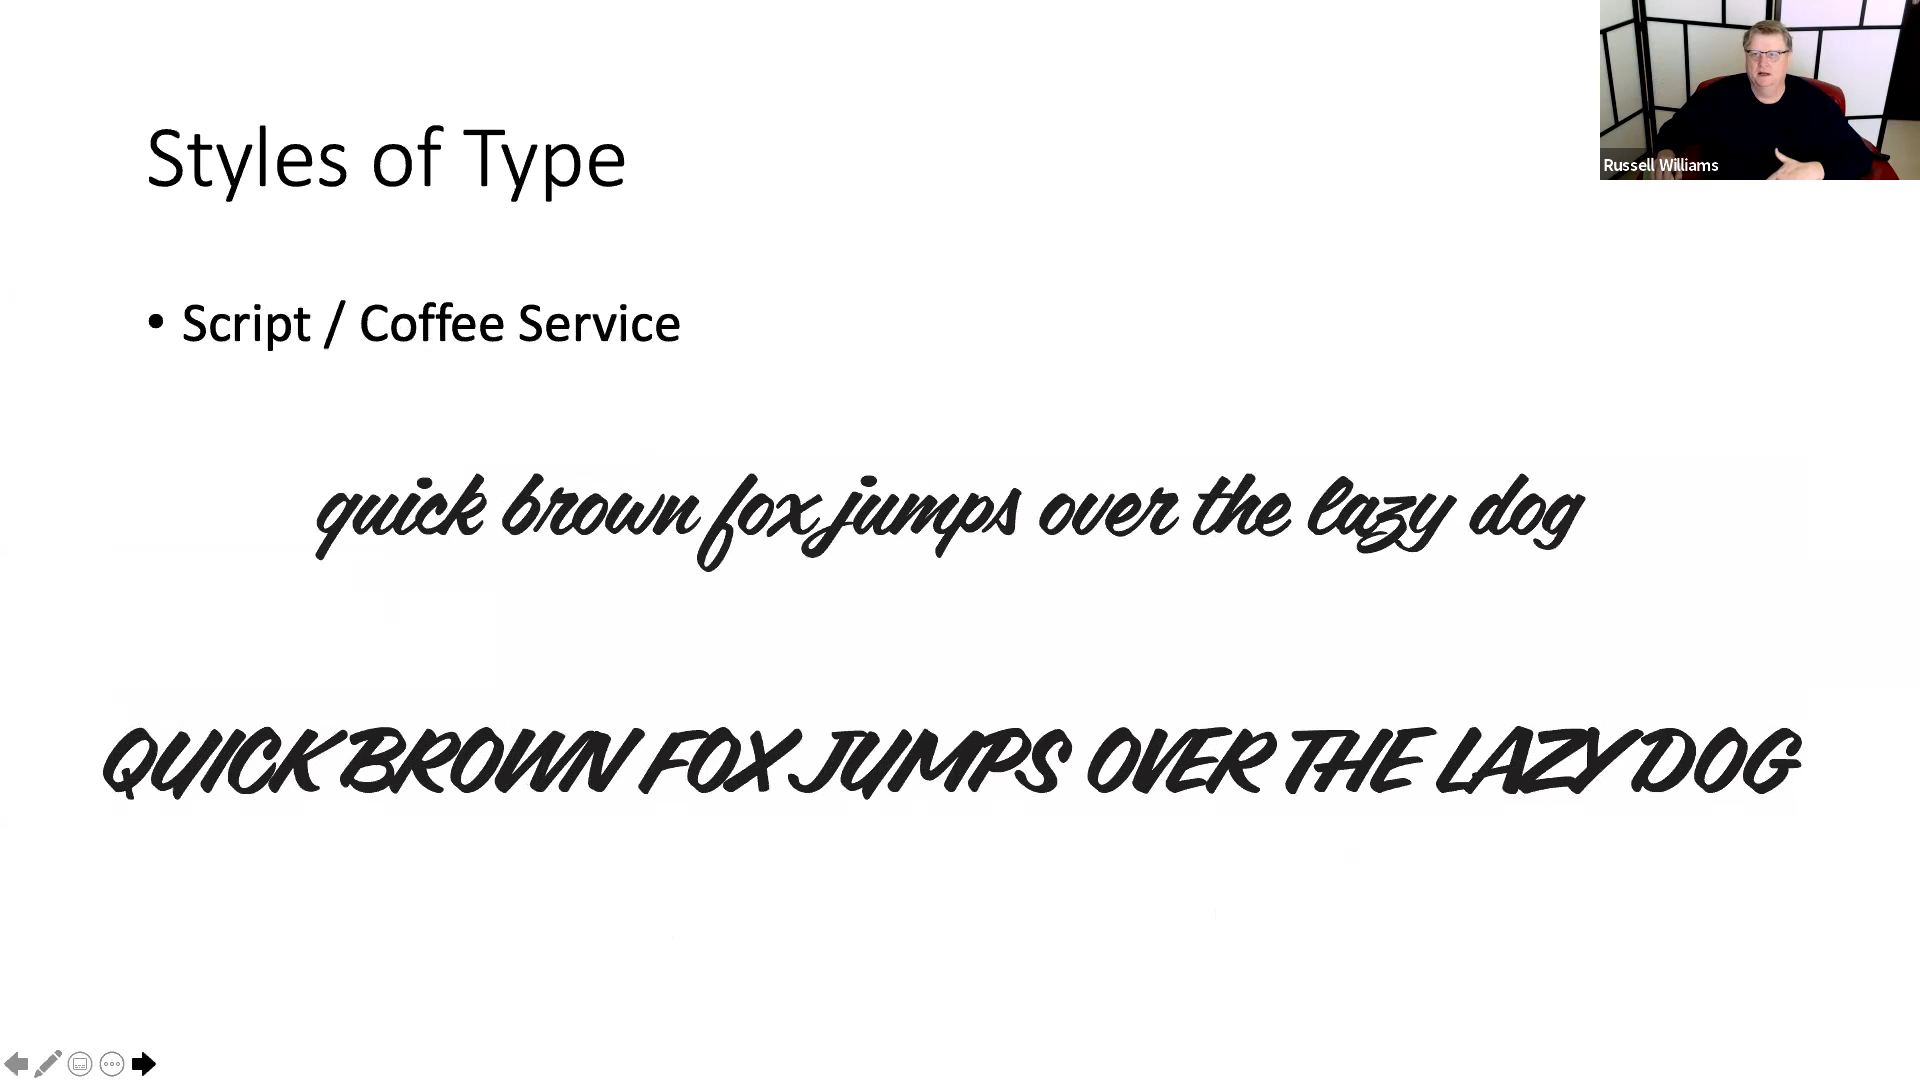 Styles of Type
• Script / Coffee Service
quick brown fox jumps over the lazy dog
QUICK BROWN FOX JUMPS OVER THE LAZY DOG
Russell Williams